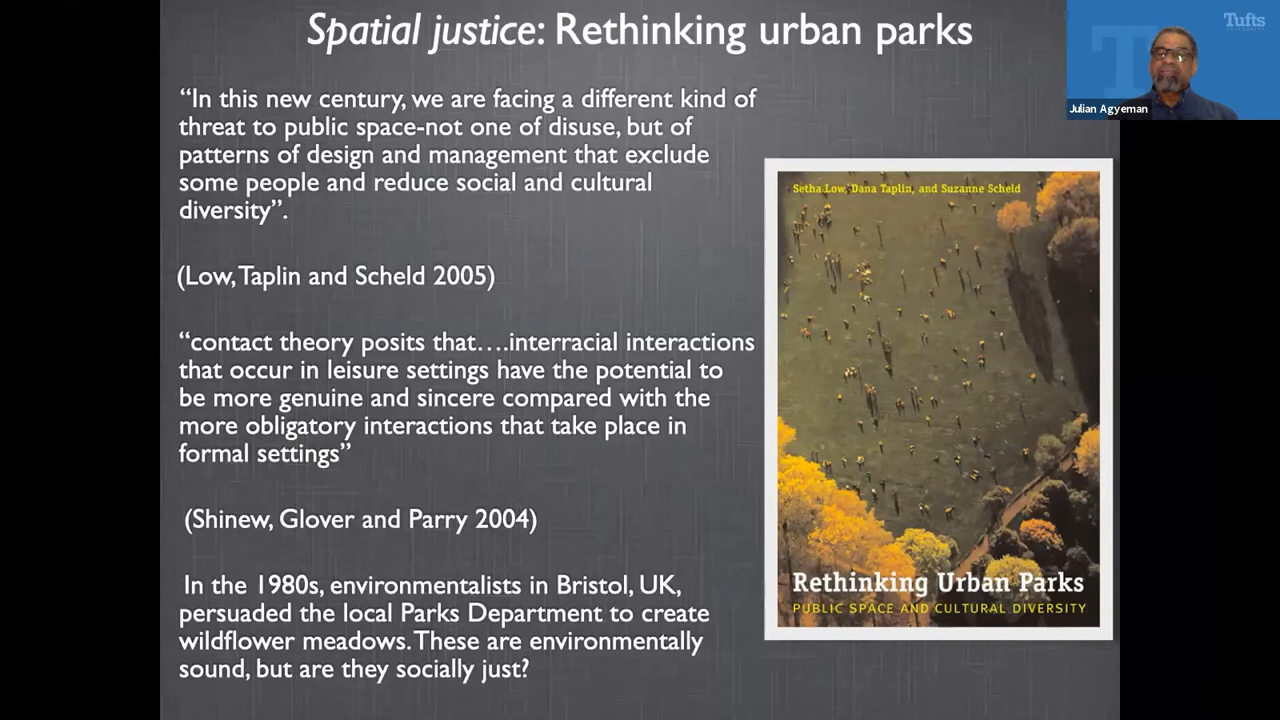 Spatial justice: Rethinking urban parks
Tufts
Julian Agyeman
“In this new century, we are facing a different kind of
threat to public space-not one of disuse, but of
patterns of design and management that exclude
some people and reduce social and cultural
diversity”.
(Low, Taplin and Scheld 2005)
“contact theory posits that….interracial interactions
that occur in leisure settings have the potential to
be more genuine and sincere compared with the
more obligatory interactions that take place in
formal settings”
(Shinew, Glover and Parry 2004)
In the 1980s, environmentalists in Bristol, UK,
persuaded the local Parks Department to create
wildflower meadows. These are environmentally
sound, but are they socially just?
Setha Low, Dana Taplin, and Suzanne Scheld
Rethinking Urban Parks
PUBLIC SPACE AND CULTURAL DIVERSITY